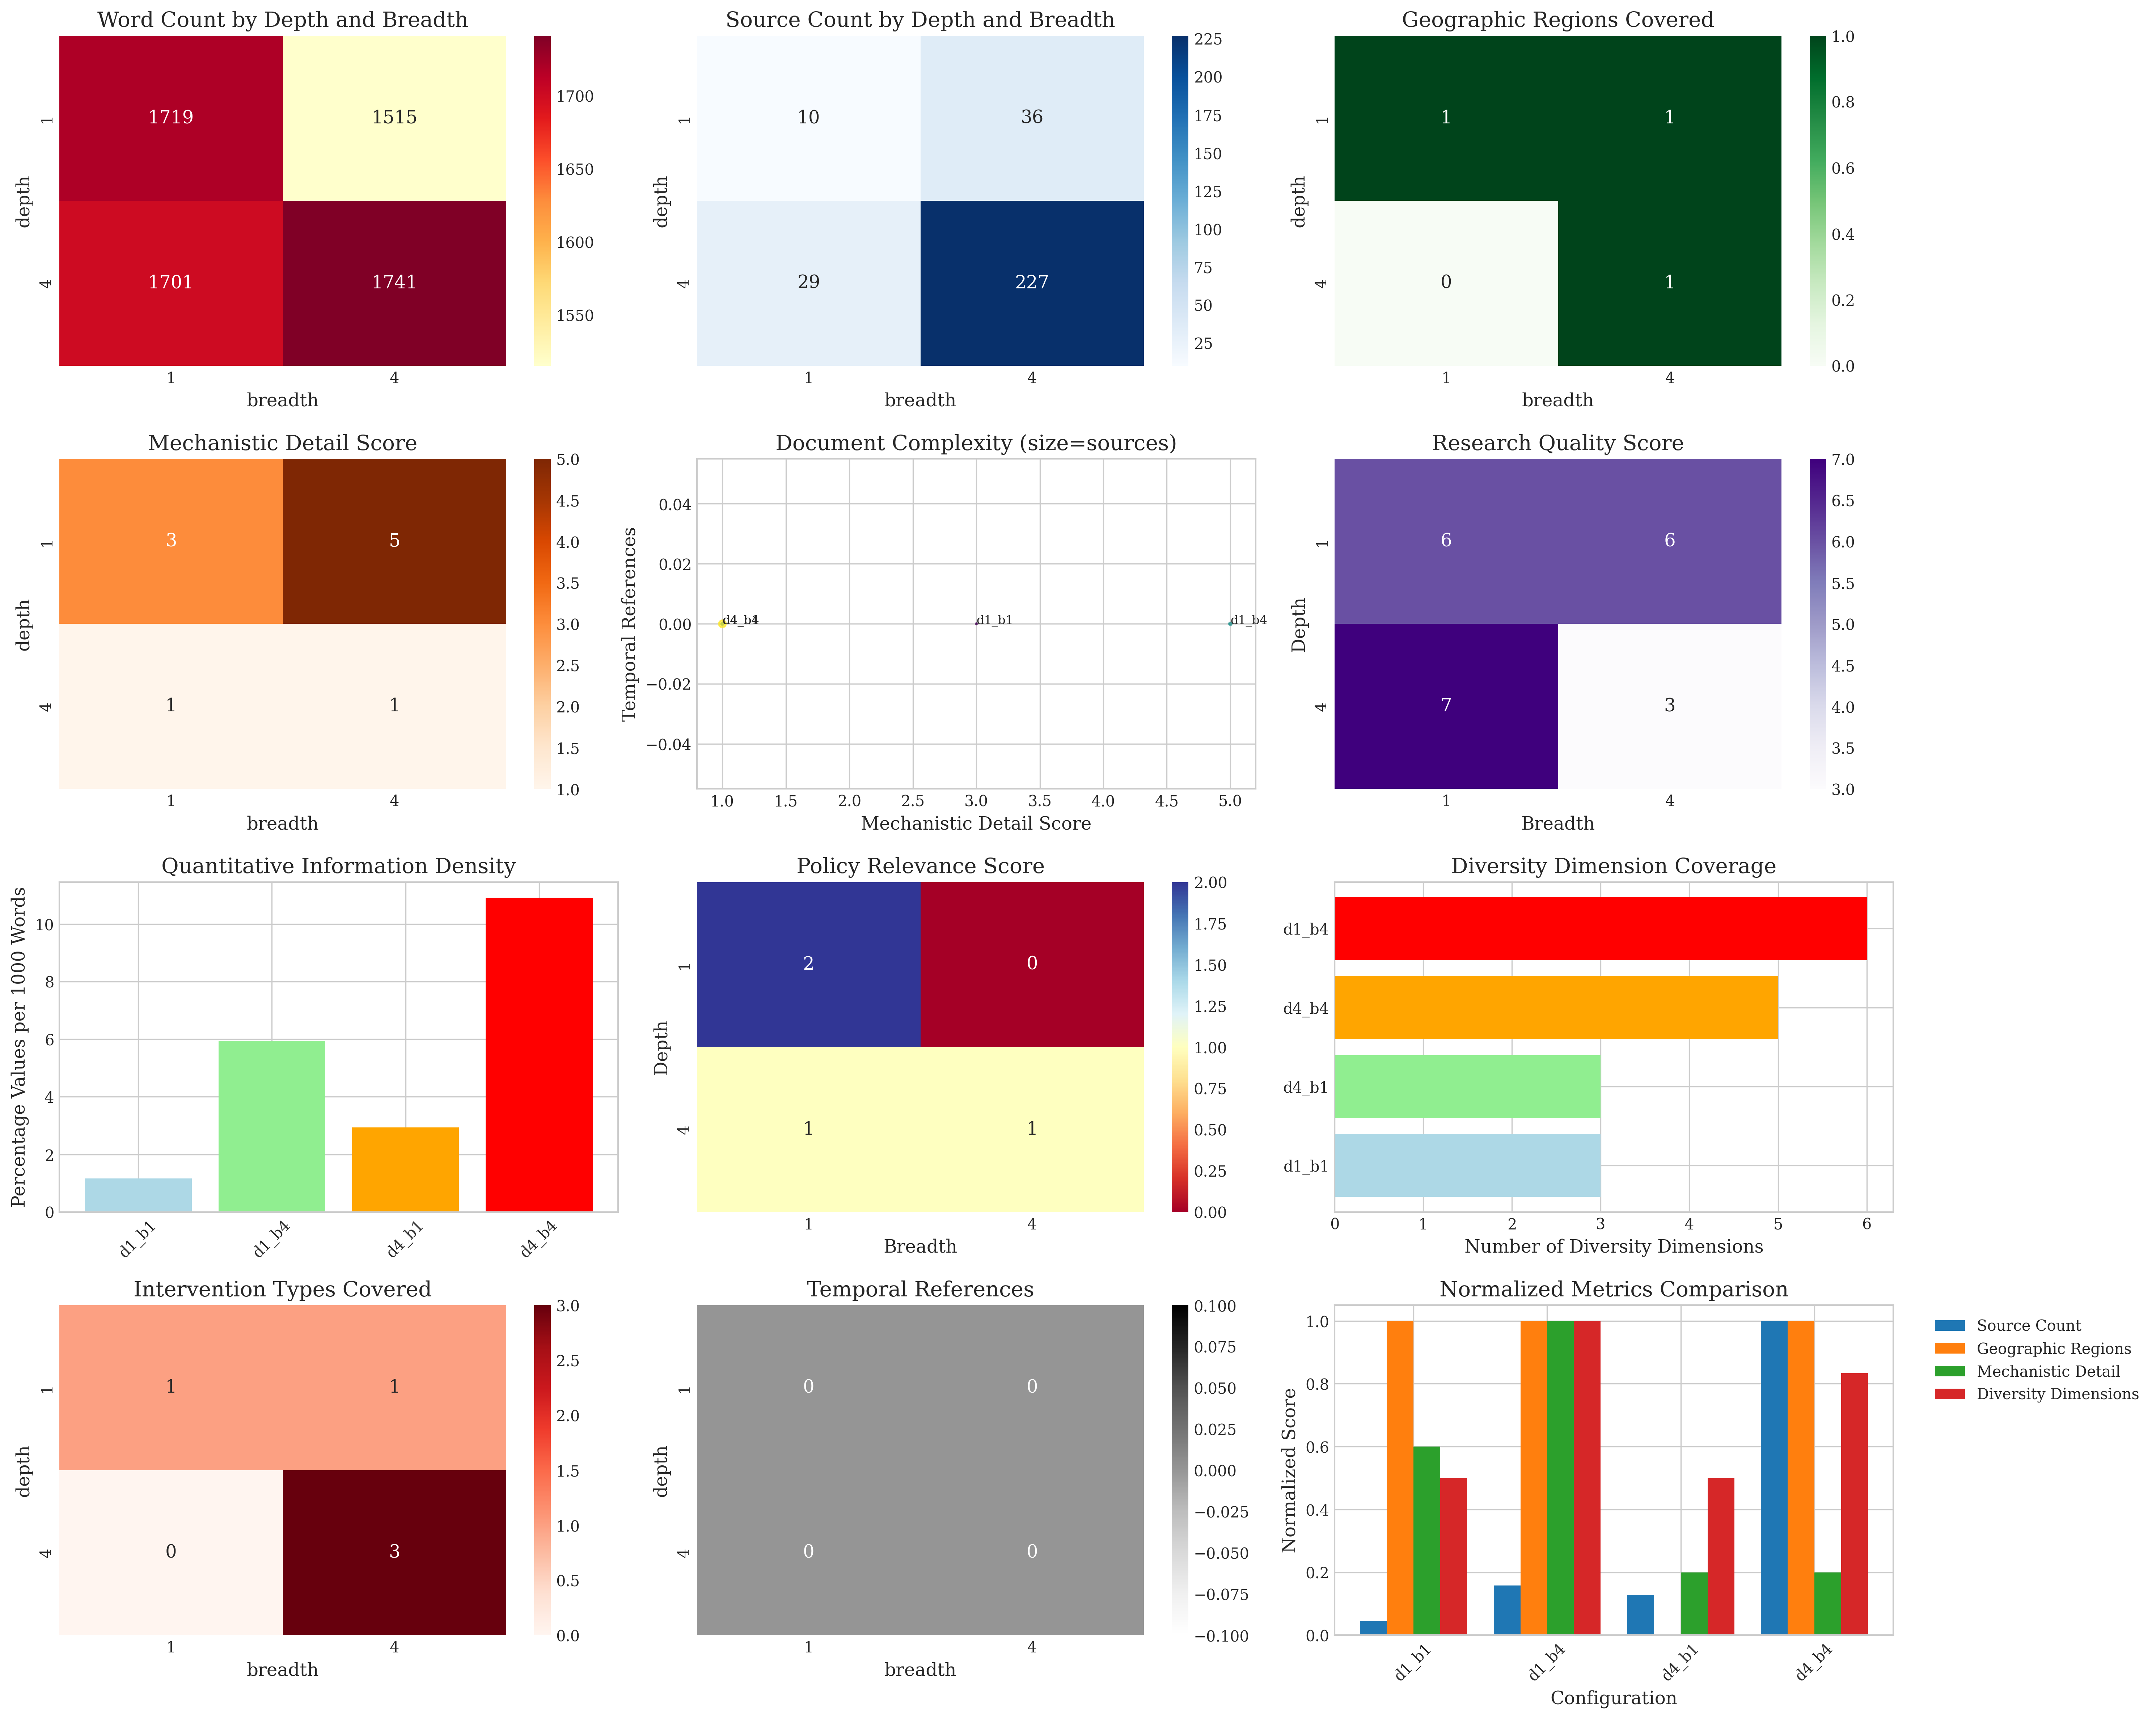 Word Count by Depth and Breadth
1719 1515
1701 1741
1
4
depth
1 4
breadth
1700
1650
1600
1550
Source Count by Depth and Breadth
10 36
29 227
1
4
depth
1 4
breadth
225
200
175
150
125
100
75
50
25
Geographic Regions Covered
1 1
0 1
1
4
depth
1 4
breadth
1.0
0.8
0.6
0.4
0.2
0.0
Mechanistic Detail Score
3 5
1 1
1
4
depth
1 4
breadth
5.0
4.5
4.0
3.5
3.0
2.5
2.0
1.5
1.0
Document Complexity (size=sources)
Temporal References
0.04
0.02
0.00
−0.02
−0.04
d1_b1
d1_b4
d4_b4
1.0 1.5 2.0 2.5 3.0 3.5 4.0 4.5 5.0
Mechanistic Detail Score
Research Quality Score
6 6
7 3
1
4
Depth
1 4
Breadth
7.0
6.5
6.0
5.5
5.0
4.5
4.0
3.5
3.0
Quantitative Information Density
Percentage Values per 1000 Words
10
8
6
4
2
0
d1_b1 d1_b4 d4_b1 d4_b4
Policy Relevance Score
2 0
1 1
1
4
Depth
1 4
Breadth
2.00
1.75
1.50
1.25
1.00
0.75
0.50
0.25
0.00
Diversity Dimension Coverage
d1_b4
d4_b4
d4_b1
d1_b1
0 1 2 3 4 5 6
Number of Diversity Dimensions
Intervention Types Covered
1 1
0 3
1
4
depth
1 4
breadth
3.0
2.5
2.0
1.5
1.0
0.5
0.0
Temporal References
0 0
0 0
1
4
depth
1 4
breadth
0.100
0.075
0.050
0.025
0.000
−0.025
−0.050
−0.075
−0.100
Normalized Metrics Comparison
Normalized Score
1.0
0.8
0.6
0.4
0.2
0.0
d1_b1 d1_b4 d4_b1 d4_b4
Configuration
Source Count
Geographic Regions
Mechanistic Detail
Diversity Dimensions